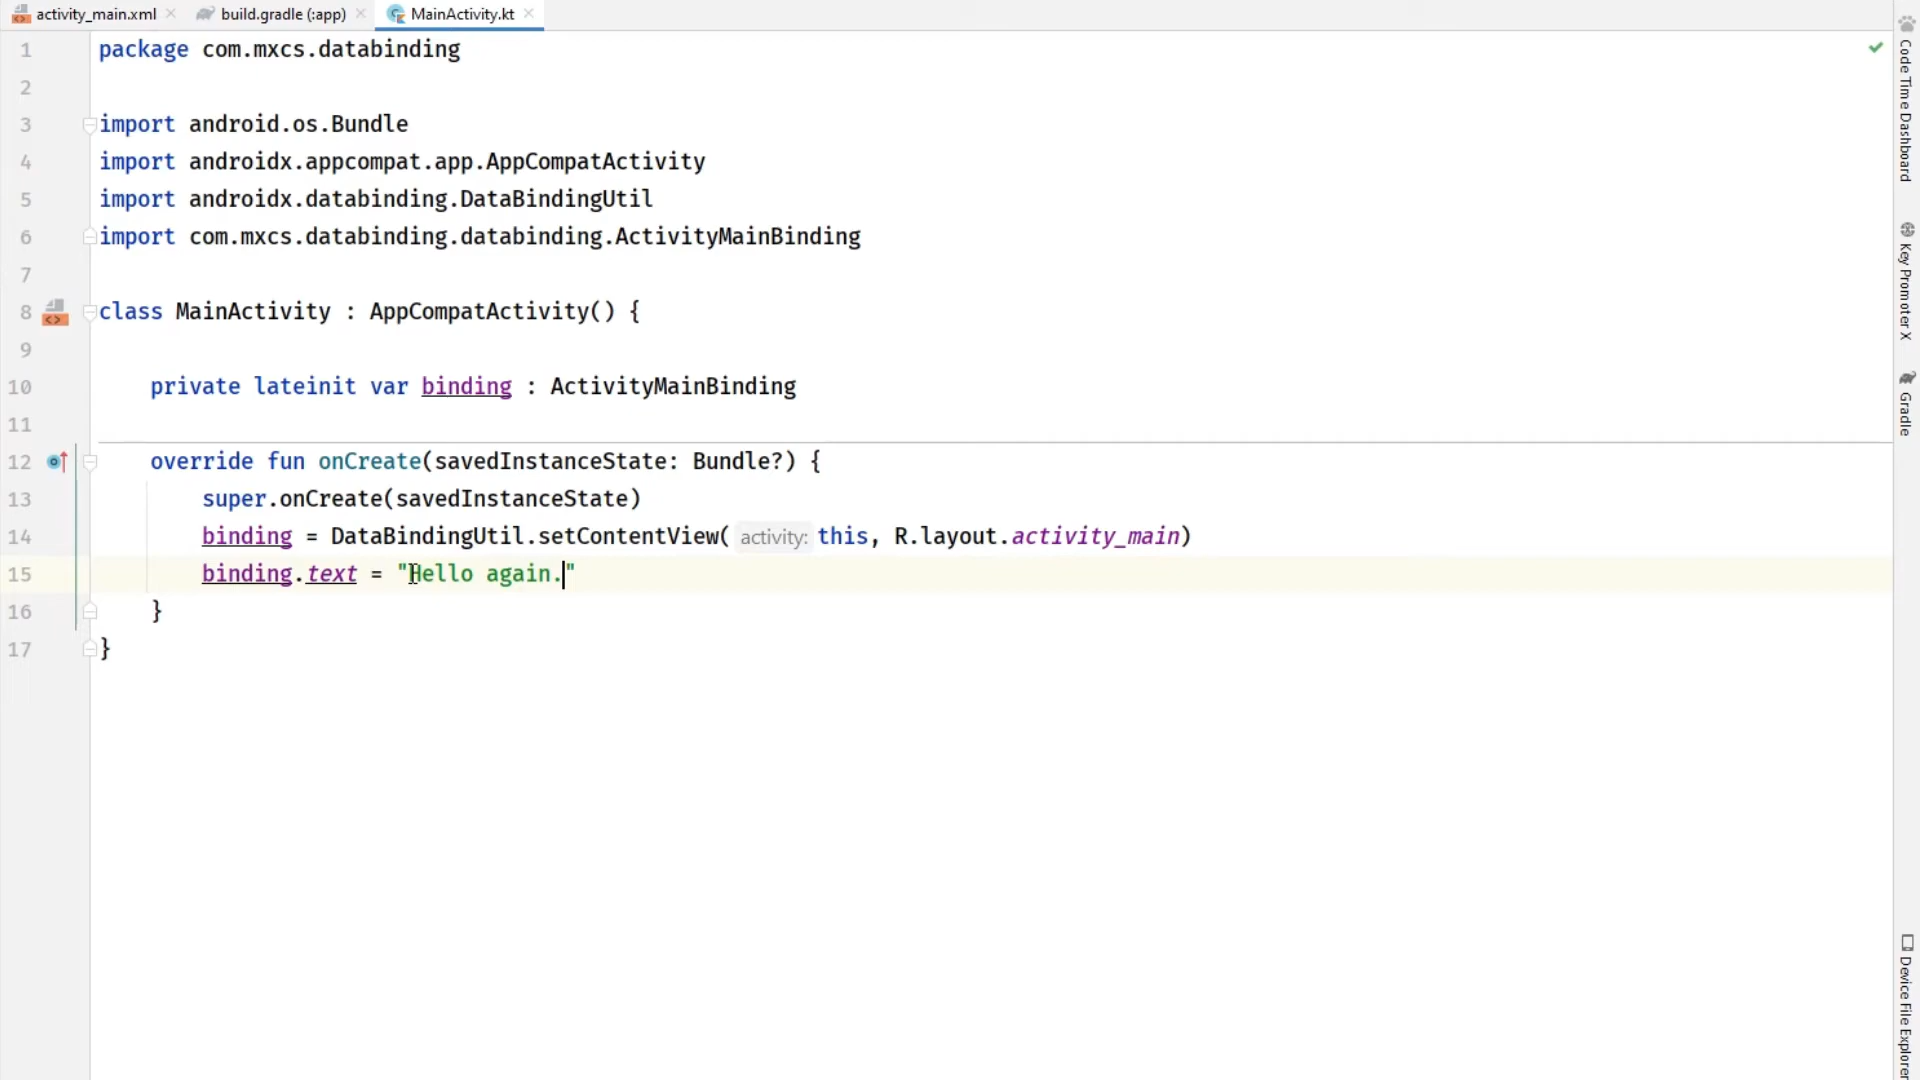 activity_main.xml
build.gradle (:app)
MainActivity.kt
1 package com.mxcs.databinding
2
3 import android.os.Bundle
4 import androidx.appcompat.app.AppCompatActivity
5 import androidx.databinding.DataBindingUtil
6 import com.mxcs.databinding.databinding.ActivityMainBinding
7
8 class MainActivity : AppCompatActivity() {
9
10 private lateinit var binding : ActivityMainBinding
11
12 override fun onCreate(savedInstanceState: Bundle?) {
13 super.onCreate(savedInstanceState)
14 binding = DataBindingUtil.setContentView( activity: this, R.layout.activity_main)
15 binding.text = "Hello again."
16 }
17 }
Code Time Dashboard
Key Promoter X
Gradle
Device File Explorer